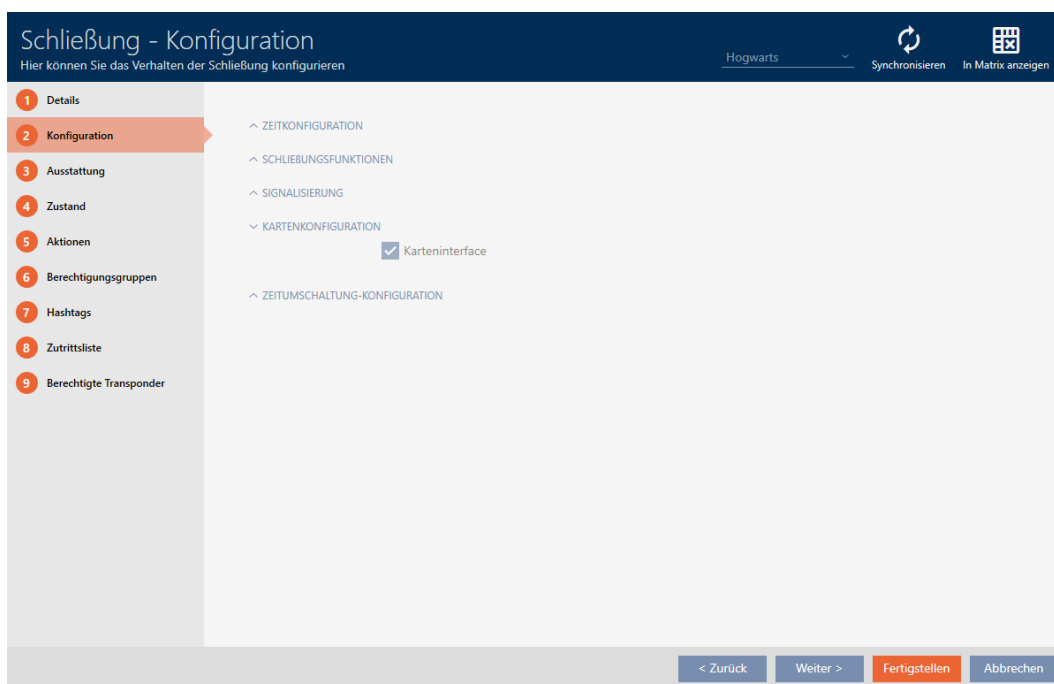 Schließung - Konfiguration
Hier können Sie das Verhalten der Schließung konfigurieren
Hogwarts
Synchronisieren
In Matrix anzeigen
1 Details
2 Konfiguration
3 Ausstattung
4 Zustand
5 Aktionen
6 Berechtigungsgruppen
7 Hashtags
8 Zutrittsliste
9 Berechtigte Transponder
ZEITKONFIGURATION
SCHLIEßUNGSFUNKTIONEN
SIGNALISIERUNG
KARTENKONFIGURATION
Karteninterface
ZEITUMSCHALTUNG-KONFIGURATION
< Zurück
Weiter >
Fertigstellen
Abbrechen